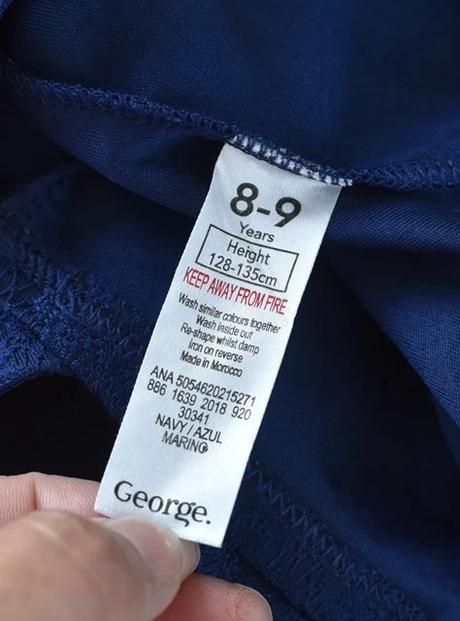 8-9
Years
Height
128-135cm
KEEP AWAY FROM FIRE
Wash similar colours together
Wash inside out
Re-shape whilst damp
Iron on reverse
Made in Morocco
ANA 5054620215271
886 1639 2018 920
30341
NAVY / AZUL
MARINO
George.